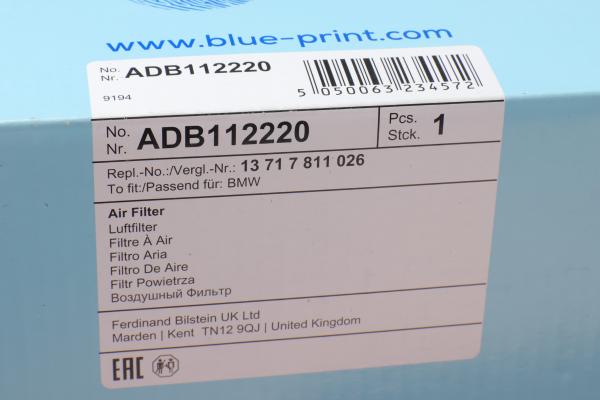 www.blue-print.com
No. Nr. ADB112220
9194
5 050063 234572
No. Nr. ADB112220
Pcs. Stck. 1
Repl.-No.:/Vergl.-Nr.: 13 71 7 811 026
To fit:/Passend für: BMW
Air Filter
Luftfilter
Filtre À Air
Filtro Aria
Filtro De Aire
Filtr Powietrza
Воздушный Фильтр
Ferdinand Bilstein UK Ltd
Marden | Kent TN12 9QJ | United Kingdom
EAC